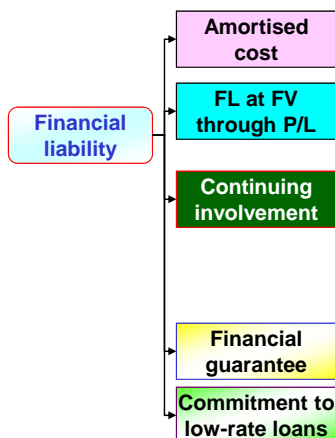 Amortised
cost
FL at FV
through P/L
Financial
liability
Continuing
involvement
Financial
guarantee
Commitment to
low-rate loans